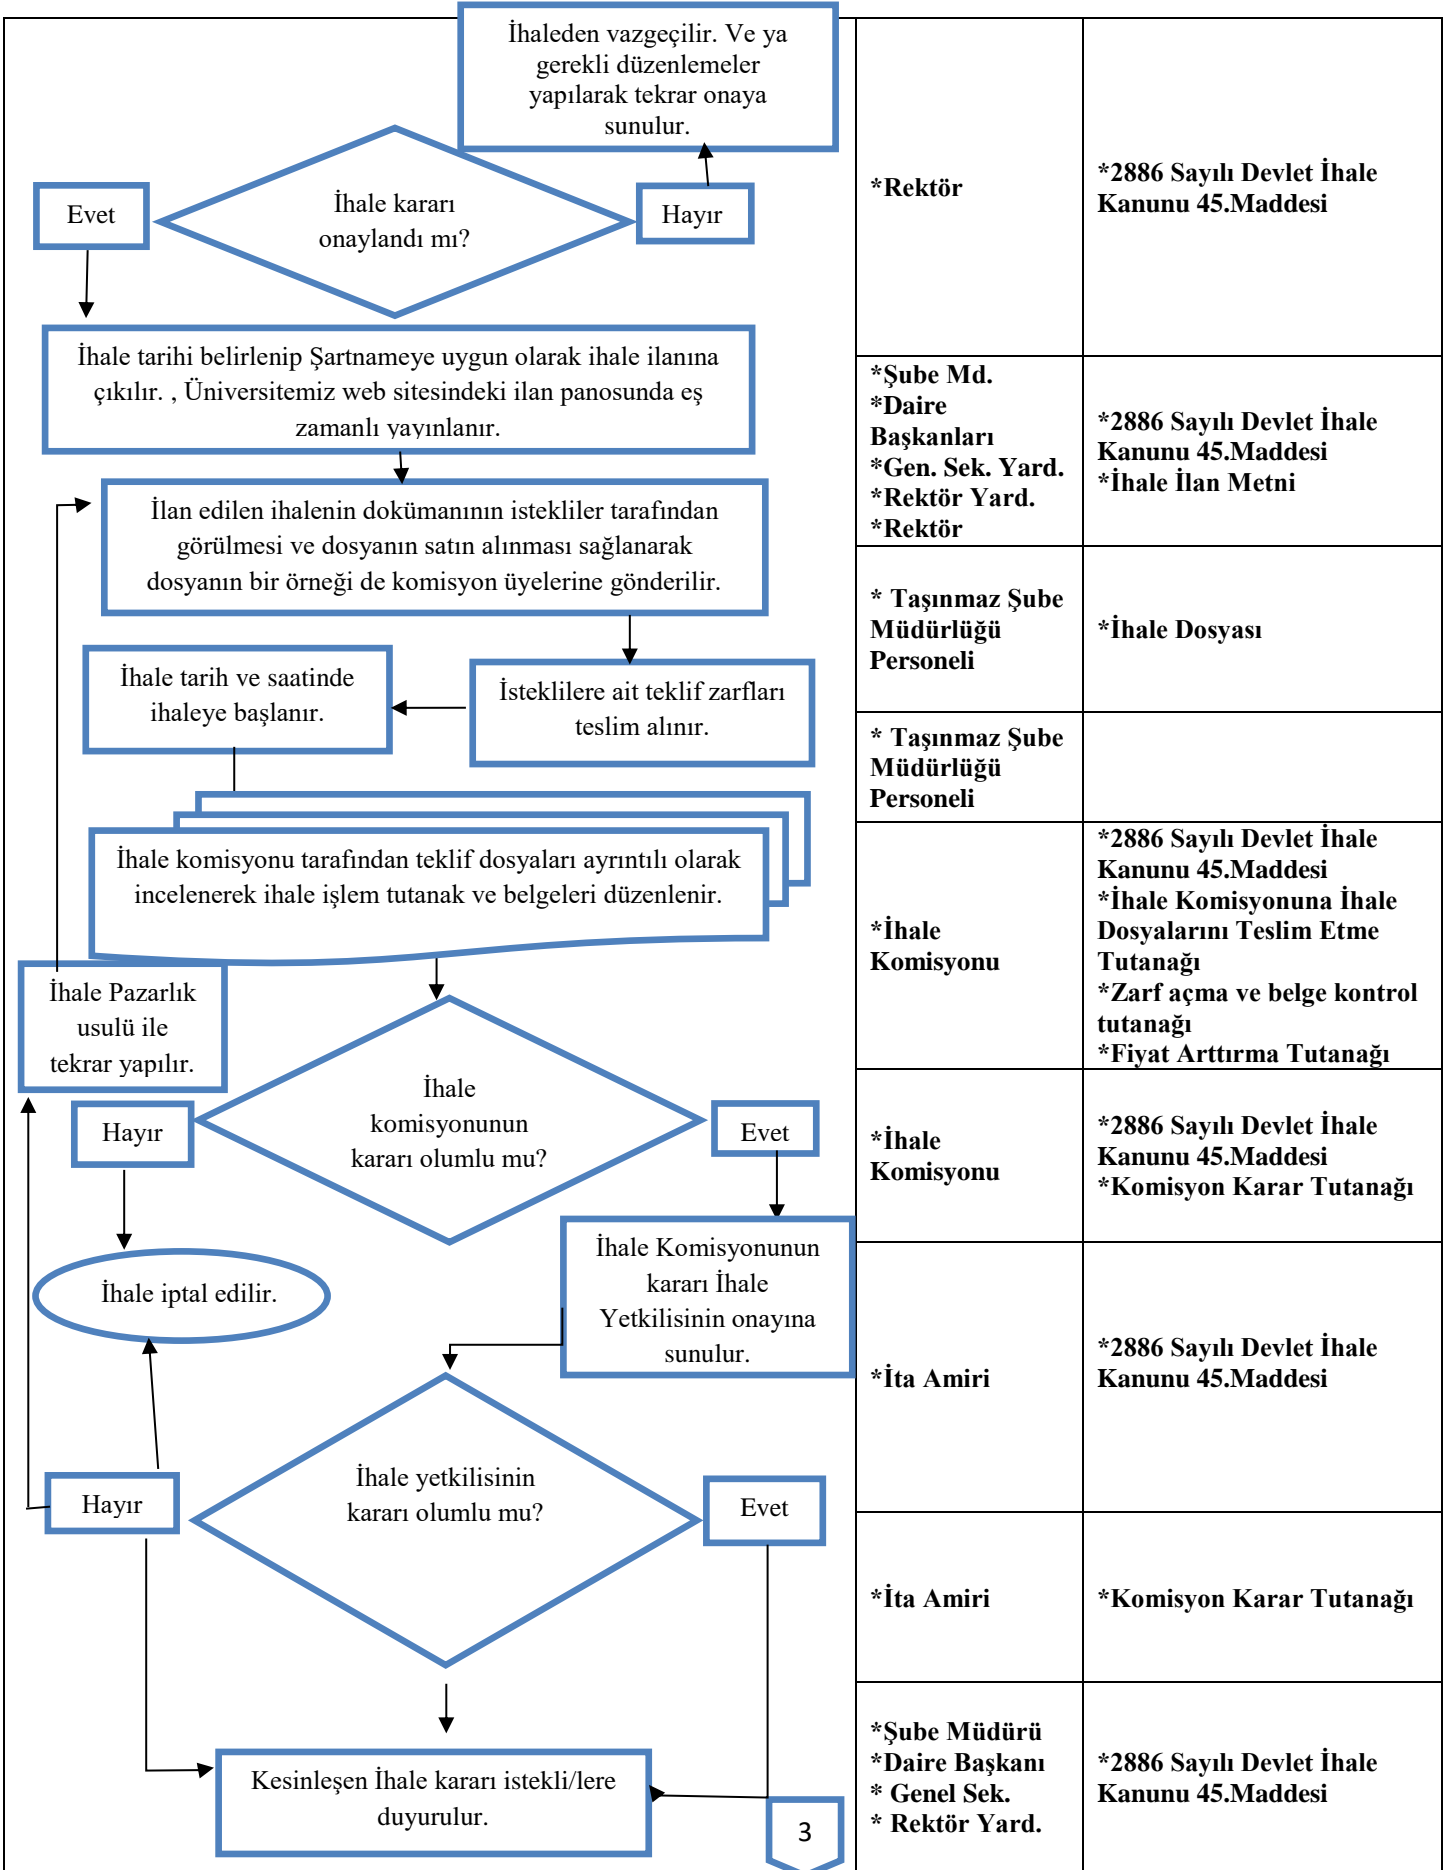 İhaleden vazgeçilir. Ve ya
gerekli düzenlemeler
yapılarak tekrar onaya
sunulur.
İhale kararı
onaylandı mı?
Evet
Hayır
*Rektör
*2886 Sayılı Devlet İhale
Kanunu 45.Maddesi
İhale tarihi belirlenip Şartnameye uygun olarak ihale ilanına
çıkılır. , Üniversitemiz web sitesindeki ilan panosunda eş
zamanlı yayınlanır.
*Şube Md.
*Daire
Başkanları
*Gen. Sek. Yard.
*Rektör Yard.
*Rektör
*2886 Sayılı Devlet İhale
Kanunu 45.Maddesi
*İhale İlan Metni
İlan edilen ihalenin dokümanının istekliler tarafından
görülmesi ve dosyanın satın alınması sağlanarak
dosyanın bir örneği de komisyon üyelerine gönderilir.
* Taşınmaz Şube
Müdürlüğü
Personeli
*İhale Dosyası
İsteklilere ait teklif zarfları
teslim alınır.
İhale tarih ve saatinde
ihaleye başlanır.
* Taşınmaz Şube
Müdürlüğü
Personeli
İhale komisyonu tarafından teklif dosyaları ayrıntılı olarak
incelenerek ihale işlem tutanak ve belgeleri düzenlenir.
*İhale
Komisyonu
*2886 Sayılı Devlet İhale
Kanunu 45.Maddesi
*İhale Komisyonuna İhale
Dosyalarını Teslim Etme
Tutanağı
*Zarf açma ve belge kontrol
tutanağı
*Fiyat Arttırma Tutanağı
İhale Pazarlık
usulü ile
tekrar yapılır.
İhale
komisyonunun
kararı olumlu mu?
Hayır
Evet
*İhale
Komisyonu
*2886 Sayılı Devlet İhale
Kanunu 45.Maddesi
*Komisyon Karar Tutanağı
İhale iptal edilir.
İhale Komisyonunun
kararı İhale
Yetkilisinin onayına
sunulur.
*İta Amiri
*2886 Sayılı Devlet İhale
Kanunu 45.Maddesi
İhale yetkilisinin
kararı olumlu mu?
Hayır
Evet
*İta Amiri
*Komisyon Karar Tutanağı
Kesinleşen İhale kararı istekli/lere
duyurulur.
3
*Şube Müdürü
*Daire Başkanı
* Genel Sek.
* Rektör Yard.
*2886 Sayılı Devlet İhale
Kanunu 45.Maddesi